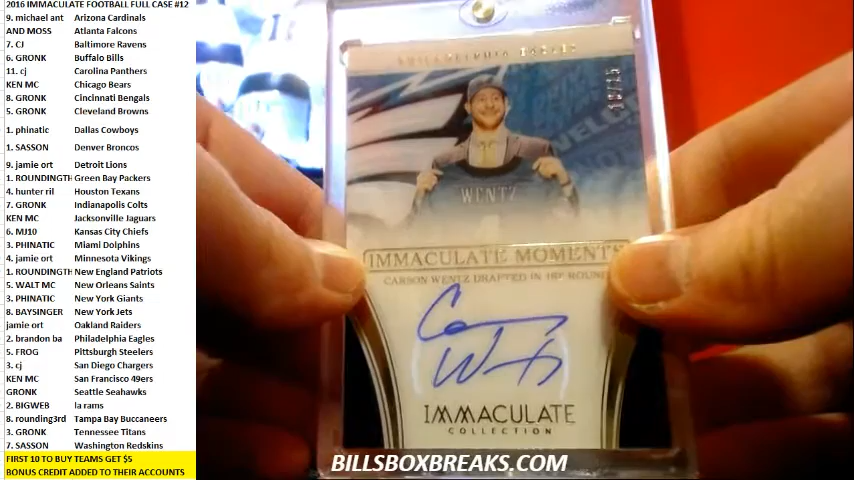 2016 IMMACULATE FOOTBALL FULL CASE #12
9. michael ant Arizona Cardinals
AND MOSS Atlanta Falcons
7. CJ Baltimore Ravens
6. GRONK Buffalo Bills
11. cj Carolina Panthers
KEN MC Chicago Bears
8. GRONK Cincinnati Bengals
5. GRONK Cleveland Browns
1. phinatic Dallas Cowboys
1. SASSON Denver Broncos
9. jamie ort Detroit Lions
1. ROUNDINGTH Green Bay Packers
4. hunter ril Houston Texans
7. GRONK Indianapolis Colts
KEN MC Jacksonville Jaguars
6. MJ10 Kansas City Chiefs
3. PHINATIC Miami Dolphins
4. jamie ort Minnesota Vikings
1. ROUNDINGTH New England Patriots
5. WALT MC New Orleans Saints
3. PHINATIC New York Giants
8. BAYSINGER New York Jets
jamie ort Oakland Raiders
2. brandon ba Philadelphia Eagles
5. FROG Pittsburgh Steelers
3. cj San Diego Chargers
KEN MC San Francisco 49ers
GRONK Seattle Seahawks
2. BIGWEB la rams
8. rounding3rd Tampa Bay Buccaneers
3. GRONK Tennessee Titans
7. SASSON Washington Redskins
FIRST 10 TO BUY TEAMS GET $5
BONUS CREDIT ADDED TO THEIR ACCOUNTS
PHILADELPHIA EAGLES
WENTZ
IMMACULATE MOMENTS
CARSON WENTZ DRAFTED IN 1ST ROUND
Carson Wentz
IMMACULATE
COLLECTION
BILLSBOXBREAKS.COM